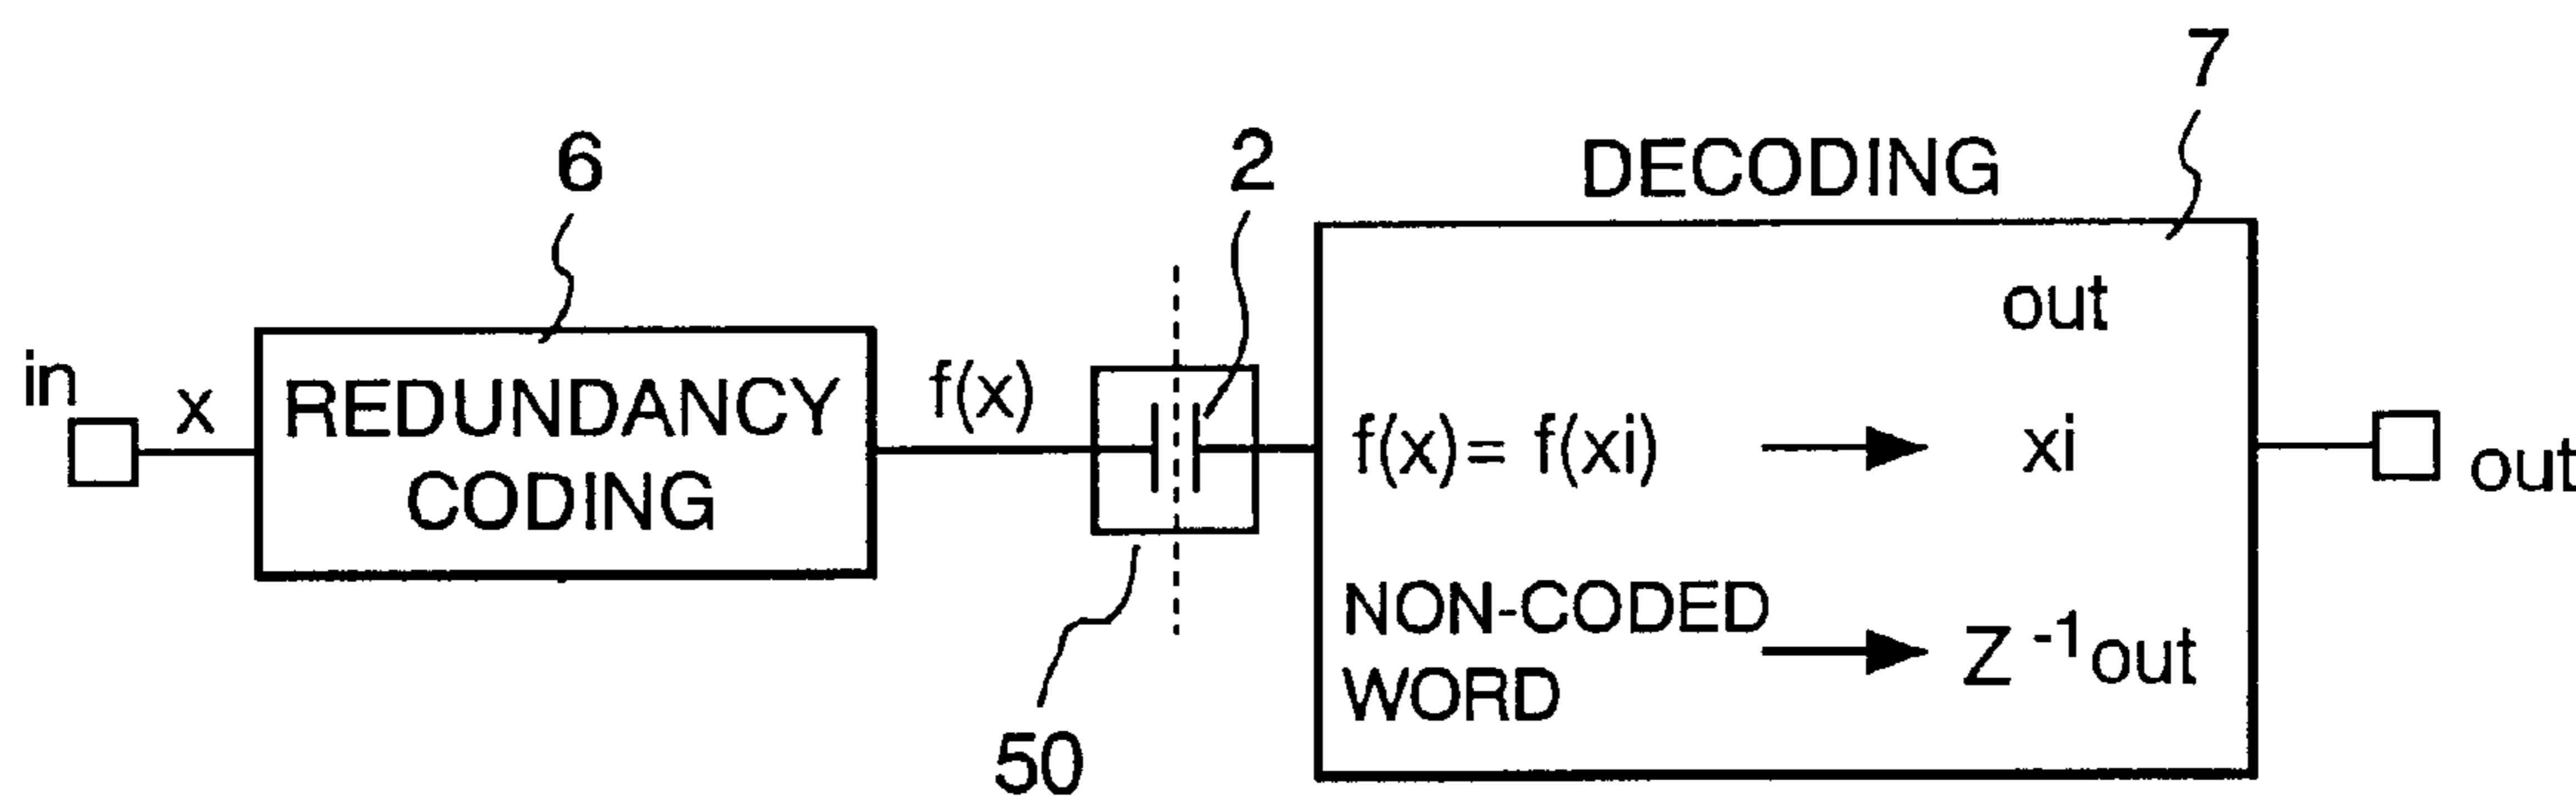 7
6
2
DECODING
in
x
REDUNDANCY
CODING
f(x)
out
f(x)= f(xi)
xi
out
NON-CODED
WORD
Z⁻¹out
50